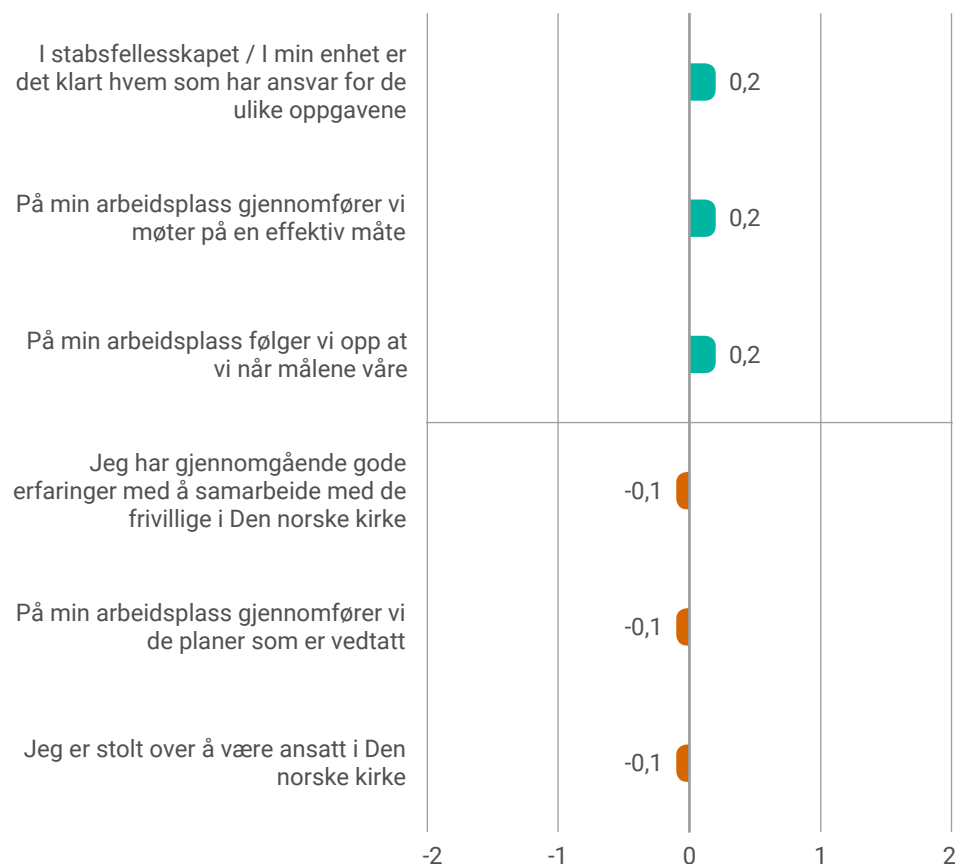 I stabsfellesskapet / I min enhet er
det klart hvem som har ansvar for de
ulike oppgavene
0,2
På min arbeidsplass gjennomfører vi
møter på en effektiv måte
0,2
På min arbeidsplass følger vi opp at
vi når målene våre
0,2
Jeg har gjennomgående gode
erfaringer med å samarbeide med de
frivillige i Den norske kirke
-0,1
På min arbeidsplass gjennomfører vi
de planer som er vedtatt
-0,1
Jeg er stolt over å være ansatt i Den
norske kirke
-0,1
-2 -1 0 1 2